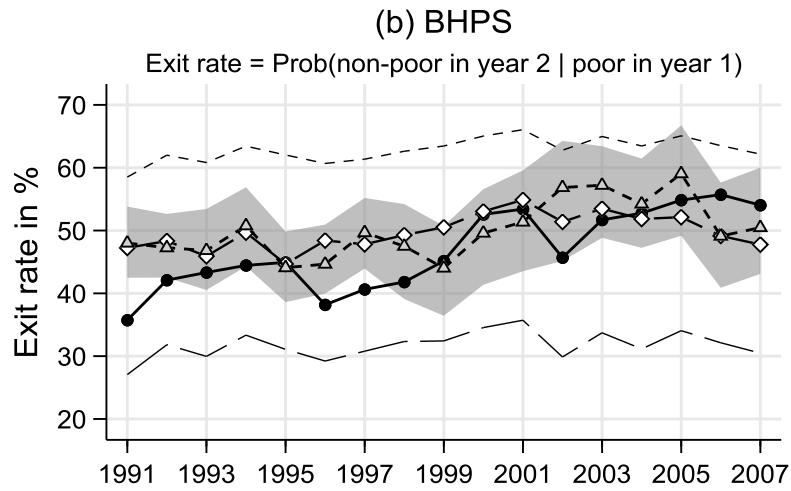 (b) BHPS
Exit rate = Prob(non-poor in year 2 | poor in year 1)
Exit rate in %
70
60
50
40
30
20
1991 1993 1995 1997 1999 2001 2003 2005 2007